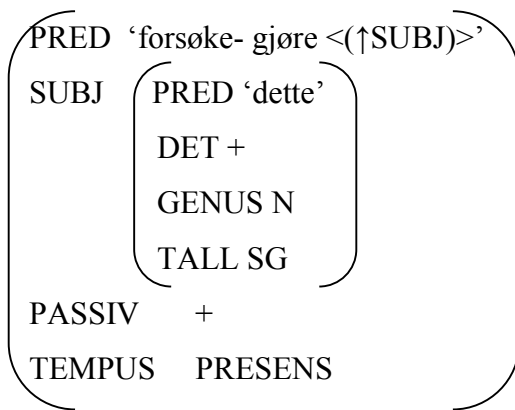 PRED ‘forsøke- gjøre <(↑SUBJ)>’
SUBJ PRED ‘dette’
DET +
GENUS N
TALL SG
PASSIV +
TEMPUS PRESENS